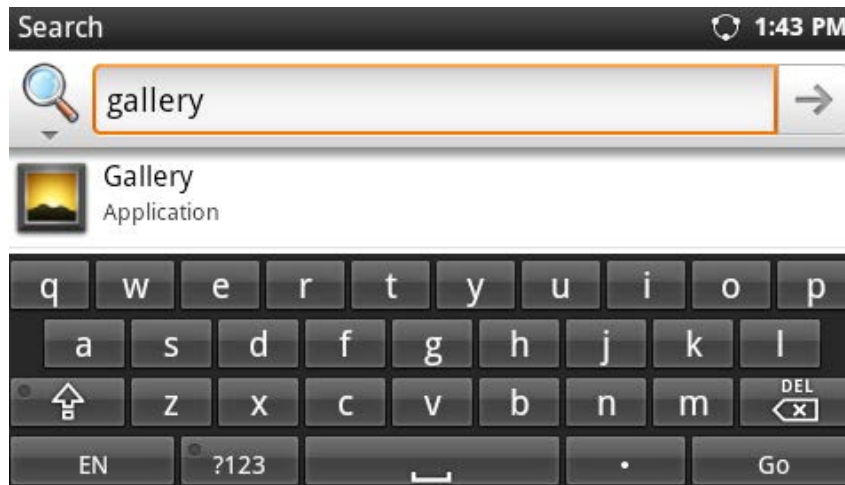 Search 1:43 PM
gallery
Gallery
Application
q w e r t y u i o p
a s d f g h j k l
z x c v b n m DEL
EN ?123 . Go